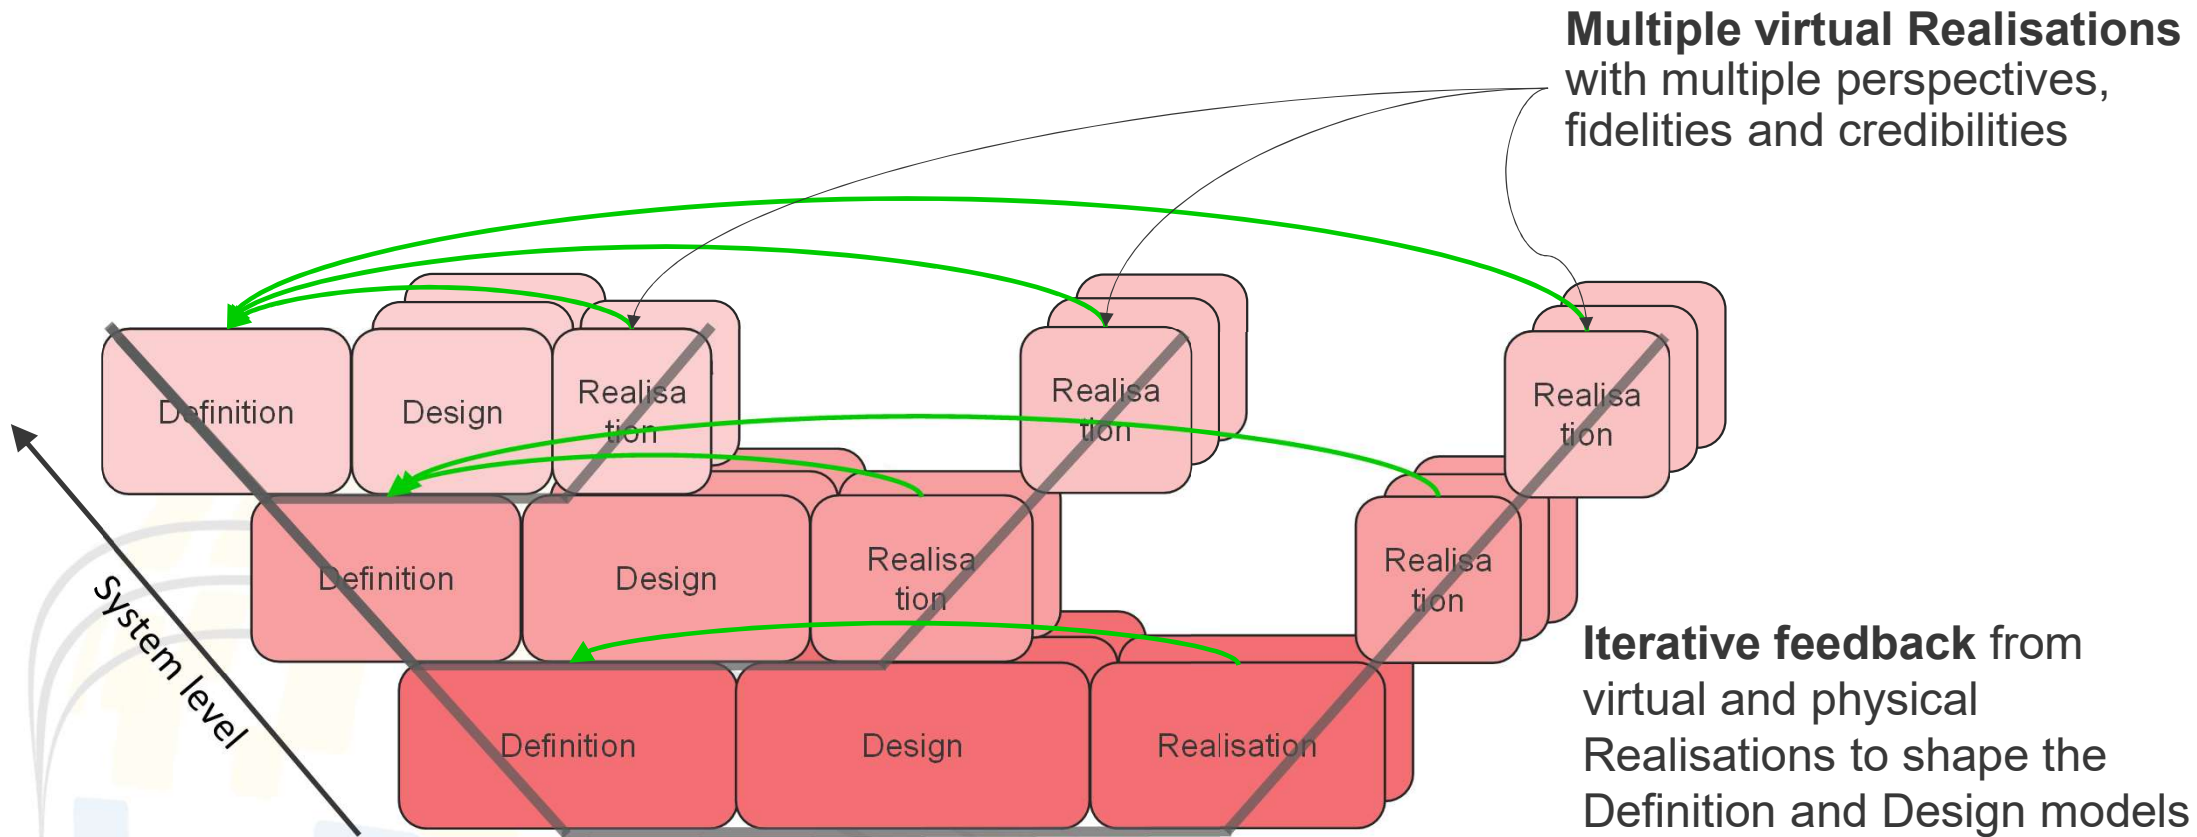 Multiple virtual Realisations
with multiple perspectives,
fidelities and credibilities
Definition
Design
Realisa
tion
Realisa
tion
Realisa
tion
Definition
Design
Realisa
tion
Realisa
tion
System level
Definition
Design
Realisation
Iterative feedback from
virtual and physical
Realisations to shape the
Definition and Design models